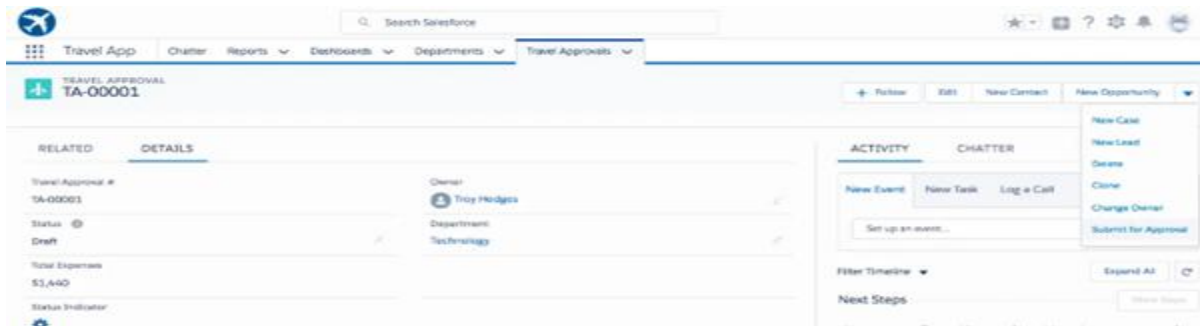 Search Salesforce
Travel App Chatter Reports Dashboards Departments Travel Approvals
TRAVEL APPROVAL
TA-00001
+ Follow Edit New Contact New Opportunity
New Case
New Lead
Delete
Clone
Change Owner
Submit for Approval
RELATED DETAILS
Travel Approval #
TA-00001
Owner
Troy Hedges
Status
Draft
Department
Technology
Total Expenses
$1,440
Status Indicator
ACTIVITY CHATTER
New Event New Task Log a Call
Set up an event...
Filter Timeline Expand All
Next Steps